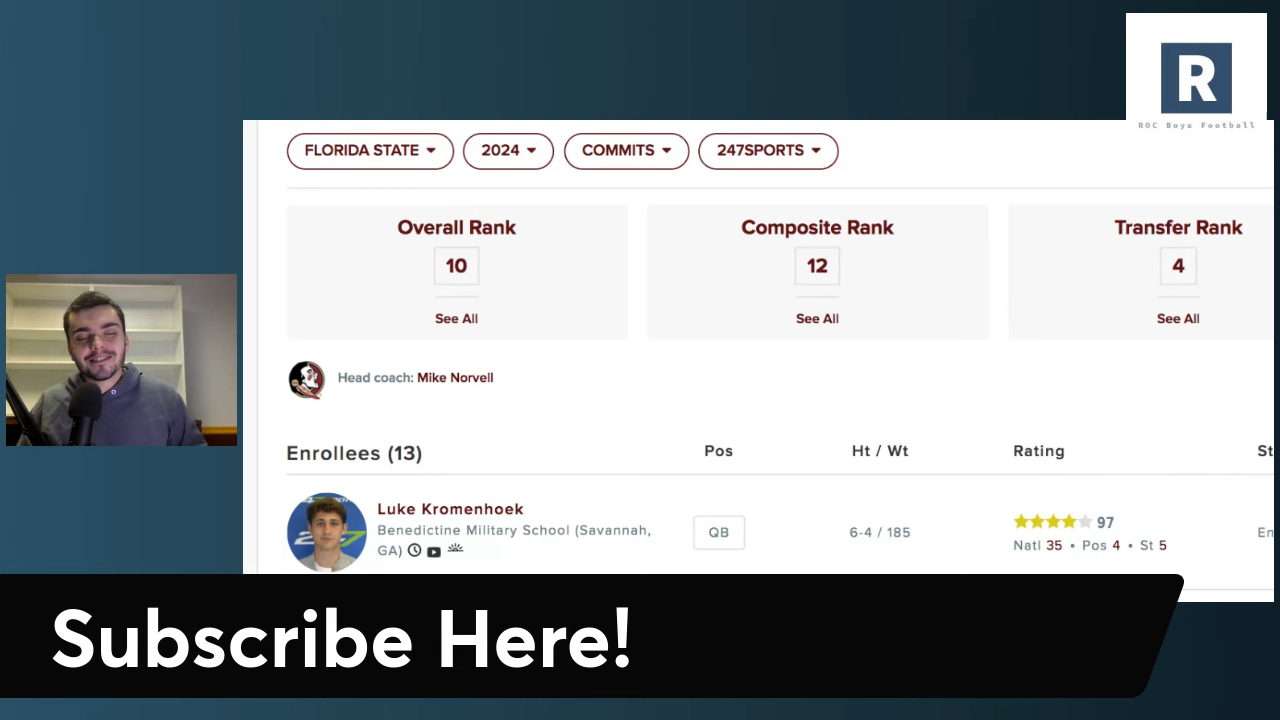 R
ROC Boys Football
FLORIDA STATE
2024
COMMITS
247SPORTS
Overall Rank
10
See All
Composite Rank
12
See All
Transfer Rank
4
See All
Head coach: Mike Norvell
Enrollees (13)
Pos
Ht / Wt
Rating
St
Luke Kromenhoek
Benedictine Military School (Savannah,
GA)
QB
6-4 / 185
97
Natl 35 • Pos 4 • St 5
En
Subscribe Here!